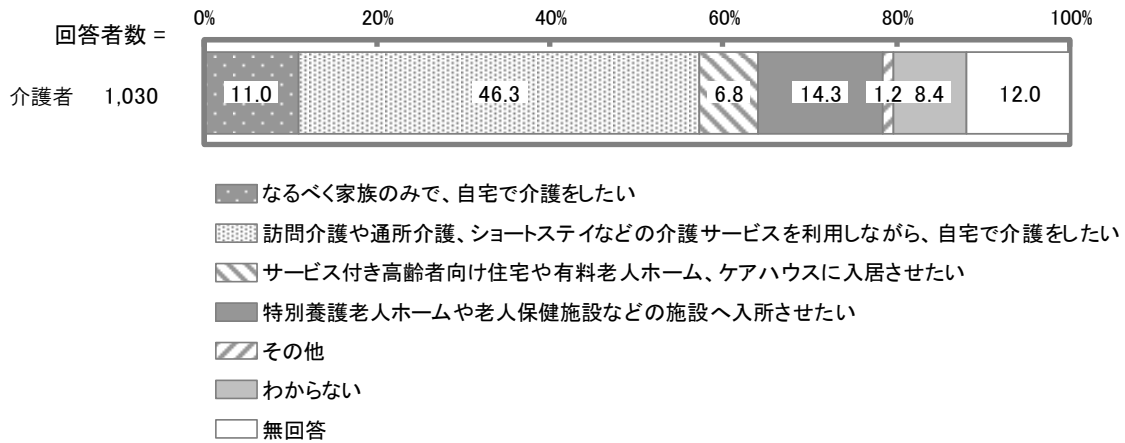 0% 20% 40% 60% 80% 100%
回答者数 =
介護者 1,030 11.0 46.3 6.8 14.3 1.2 8.4 12.0
なるべく家族のみで、自宅で介護をしたい
訪問介護や通所介護、ショートステイなどの介護サービスを利用しながら、自宅で介護をしたい
サービス付き高齢者向け住宅や有料老人ホーム、ケアハウスに入居させたい
特別養護老人ホームや老人保健施設などの施設へ入所させたい
その他
わからない
無回答